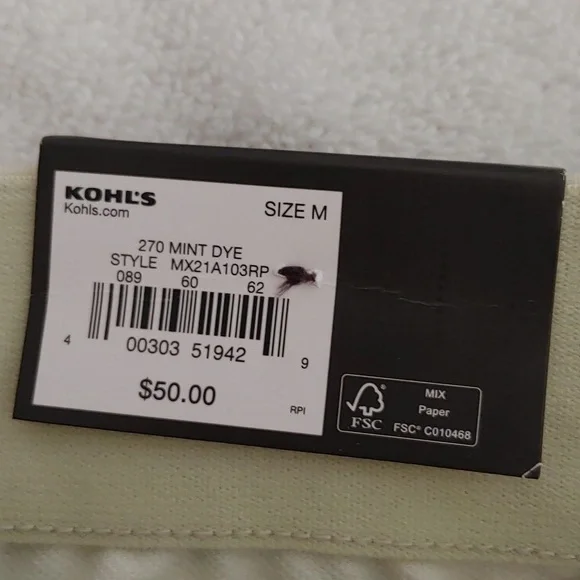 KOHL'S
Kohls.com
SIZE M
270 MINT DYE
STYLE MX21A103RP
089 60 62
4 00303 51942 9
$50.00
RPI
MIX
Paper
FSC® C010468
FSC